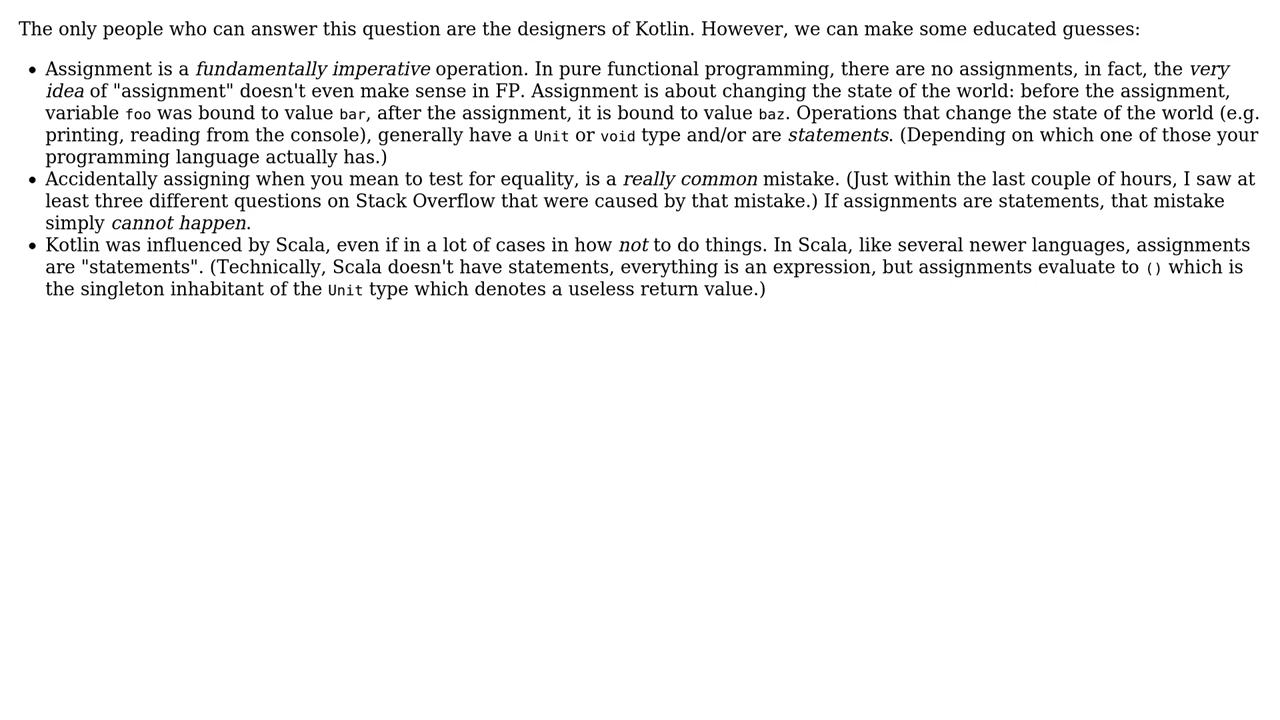 The only people who can answer this question are the designers of Kotlin. However, we can make some educated guesses:
• Assignment is a fundamentally imperative operation. In pure functional programming, there are no assignments, in fact, the very
idea of "assignment" doesn't even make sense in FP. Assignment is about changing the state of the world: before the assignment,
variable foo was bound to value bar, after the assignment, it is bound to value baz. Operations that change the state of the world (e.g.
printing, reading from the console), generally have a Unit or void type and/or are statements. (Depending on which one of those your
programming language actually has.)
• Accidentally assigning when you mean to test for equality, is a really common mistake. (Just within the last couple of hours, I saw at
least three different questions on Stack Overflow that were caused by that mistake.) If assignments are statements, that mistake
simply cannot happen.
• Kotlin was influenced by Scala, even if in a lot of cases in how not to do things. In Scala, like several newer languages, assignments
are "statements". (Technically, Scala doesn't have statements, everything is an expression, but assignments evaluate to () which is
the singleton inhabitant of the Unit type which denotes a useless return value.)